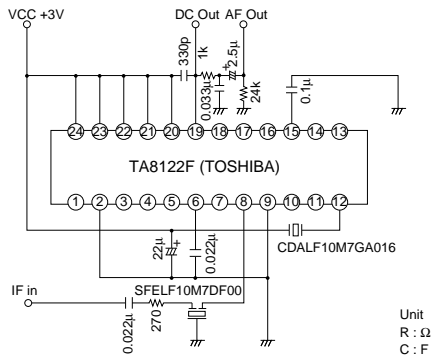 VCC +3V
DC Out AF Out
330p
1k
2.5μ
+
0.033μ
24k
0.1μ
24 23 22 21 20 19 18 17 16 15 14 13
TA8122F (TOSHIBA)
1 2 3 4 5 6 7 8 9 10 11 12
22μ
+
0.022μ
CDALF10M7GA016
SFELF10M7DF00
IF in
0.022μ
270
Unit
R : Ω
C : F